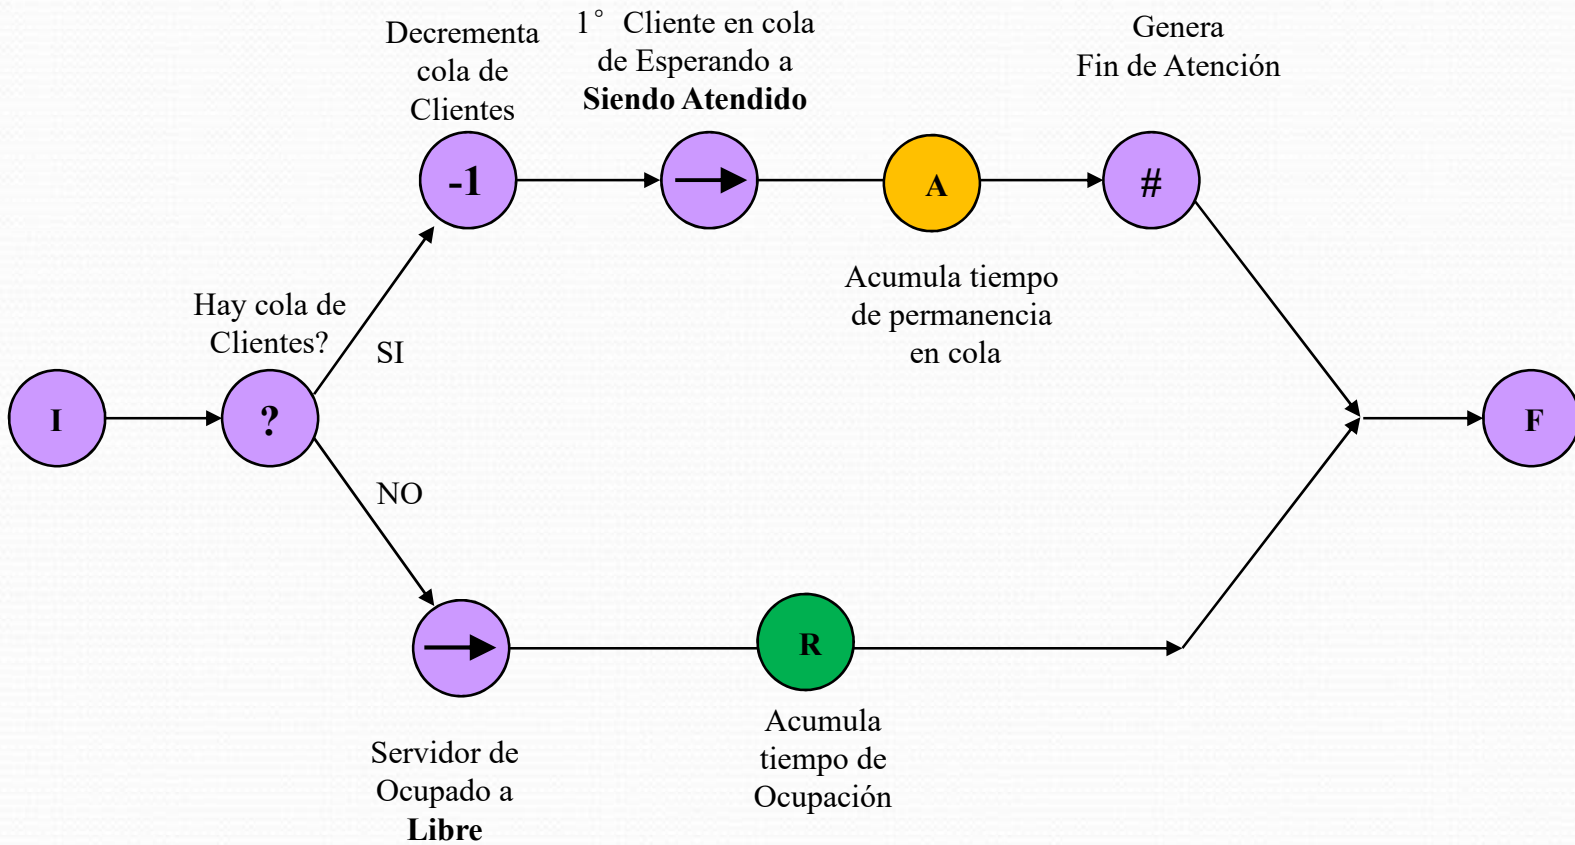 Decrementa
cola de
Clientes
1° Cliente en cola
de Esperando a
Siendo Atendido
Genera
Fin de Atención
-1
A
#
Acumula tiempo
de permanencia
en cola
Hay cola de
Clientes?
SI
I
?
F
NO
R
Servidor de
Ocupado a
Libre
Acumula
tiempo de
Ocupación